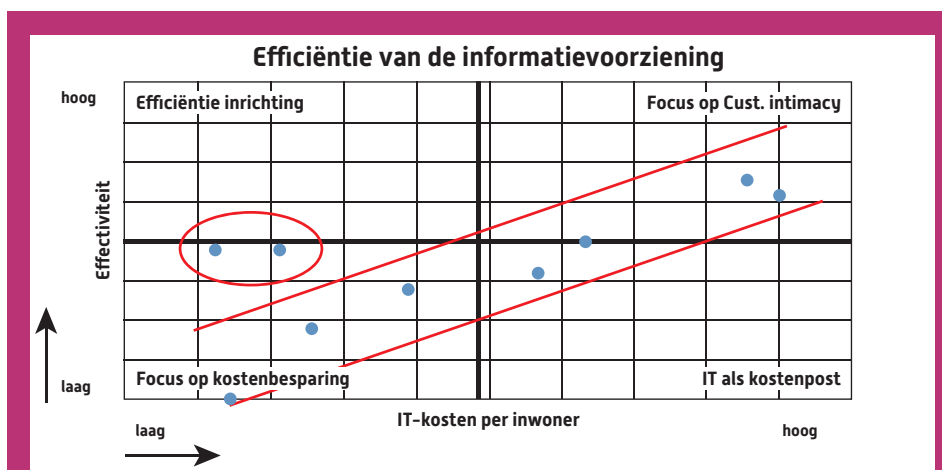 Efficiëntie van de informatievoorziening
hoog
Efficiëntie inrichting
Focus op Cust. intimacy
Effectiviteit
laag
Focus op kostenbesparing
IT als kostenpost
IT-kosten per inwoner
laag
hoog